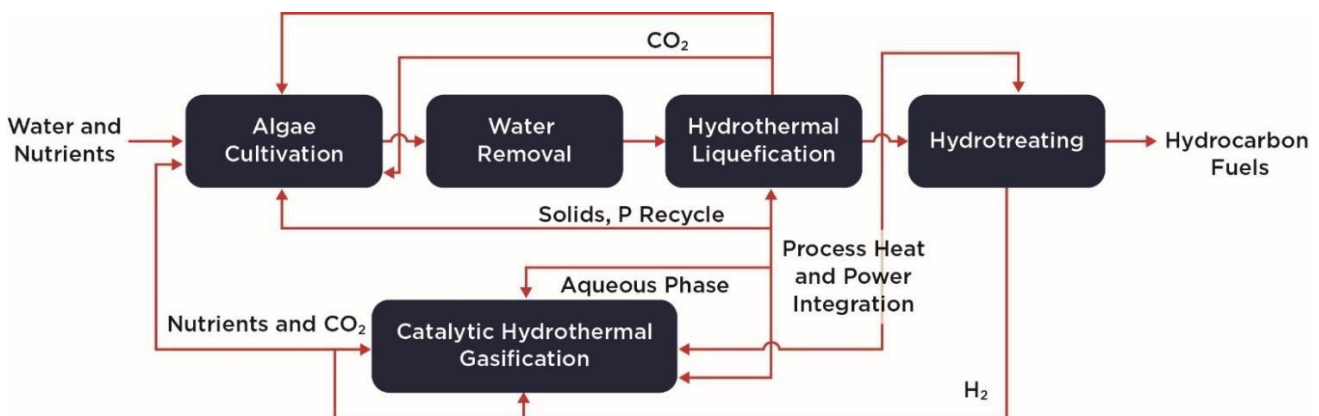 CO₂
Water and
Nutrients
Algae
Cultivation
Water
Removal
Hydrothermal
Liquefication
Hydrotreating
Hydrocarbon
Fuels
Solids, P Recycle
Process Heat
and Power
Integration
Aqueous Phase
Nutrients and CO₂
Catalytic Hydrothermal
Gasification
H₂